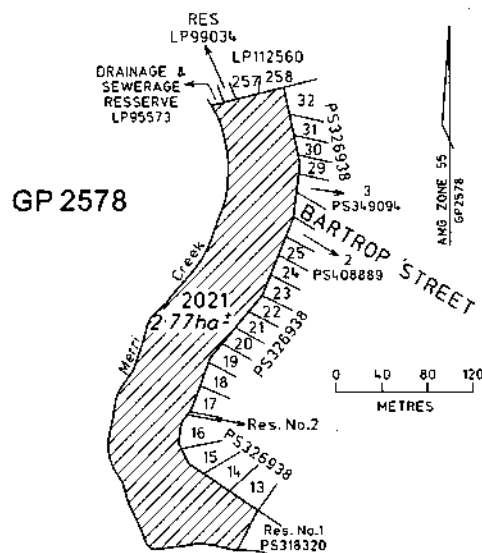 RES
LP99034
LP112560
DRAINAGE &
SEWERAGE
RESSERVE
LP95573
257
258
32
PS326938
31
30
29
3
PS349094
AMG ZONE 55
GP2578
GP 2578
BARTROP STREET
2
PS408889
25
24
23
22
21
20
19
18
17
PS326938
Merri Creek
2021
2·77ha±
0 40 80 120
METRES
Res. No.2
16
15
14
13
PS326938
Res. No.1
PS318320